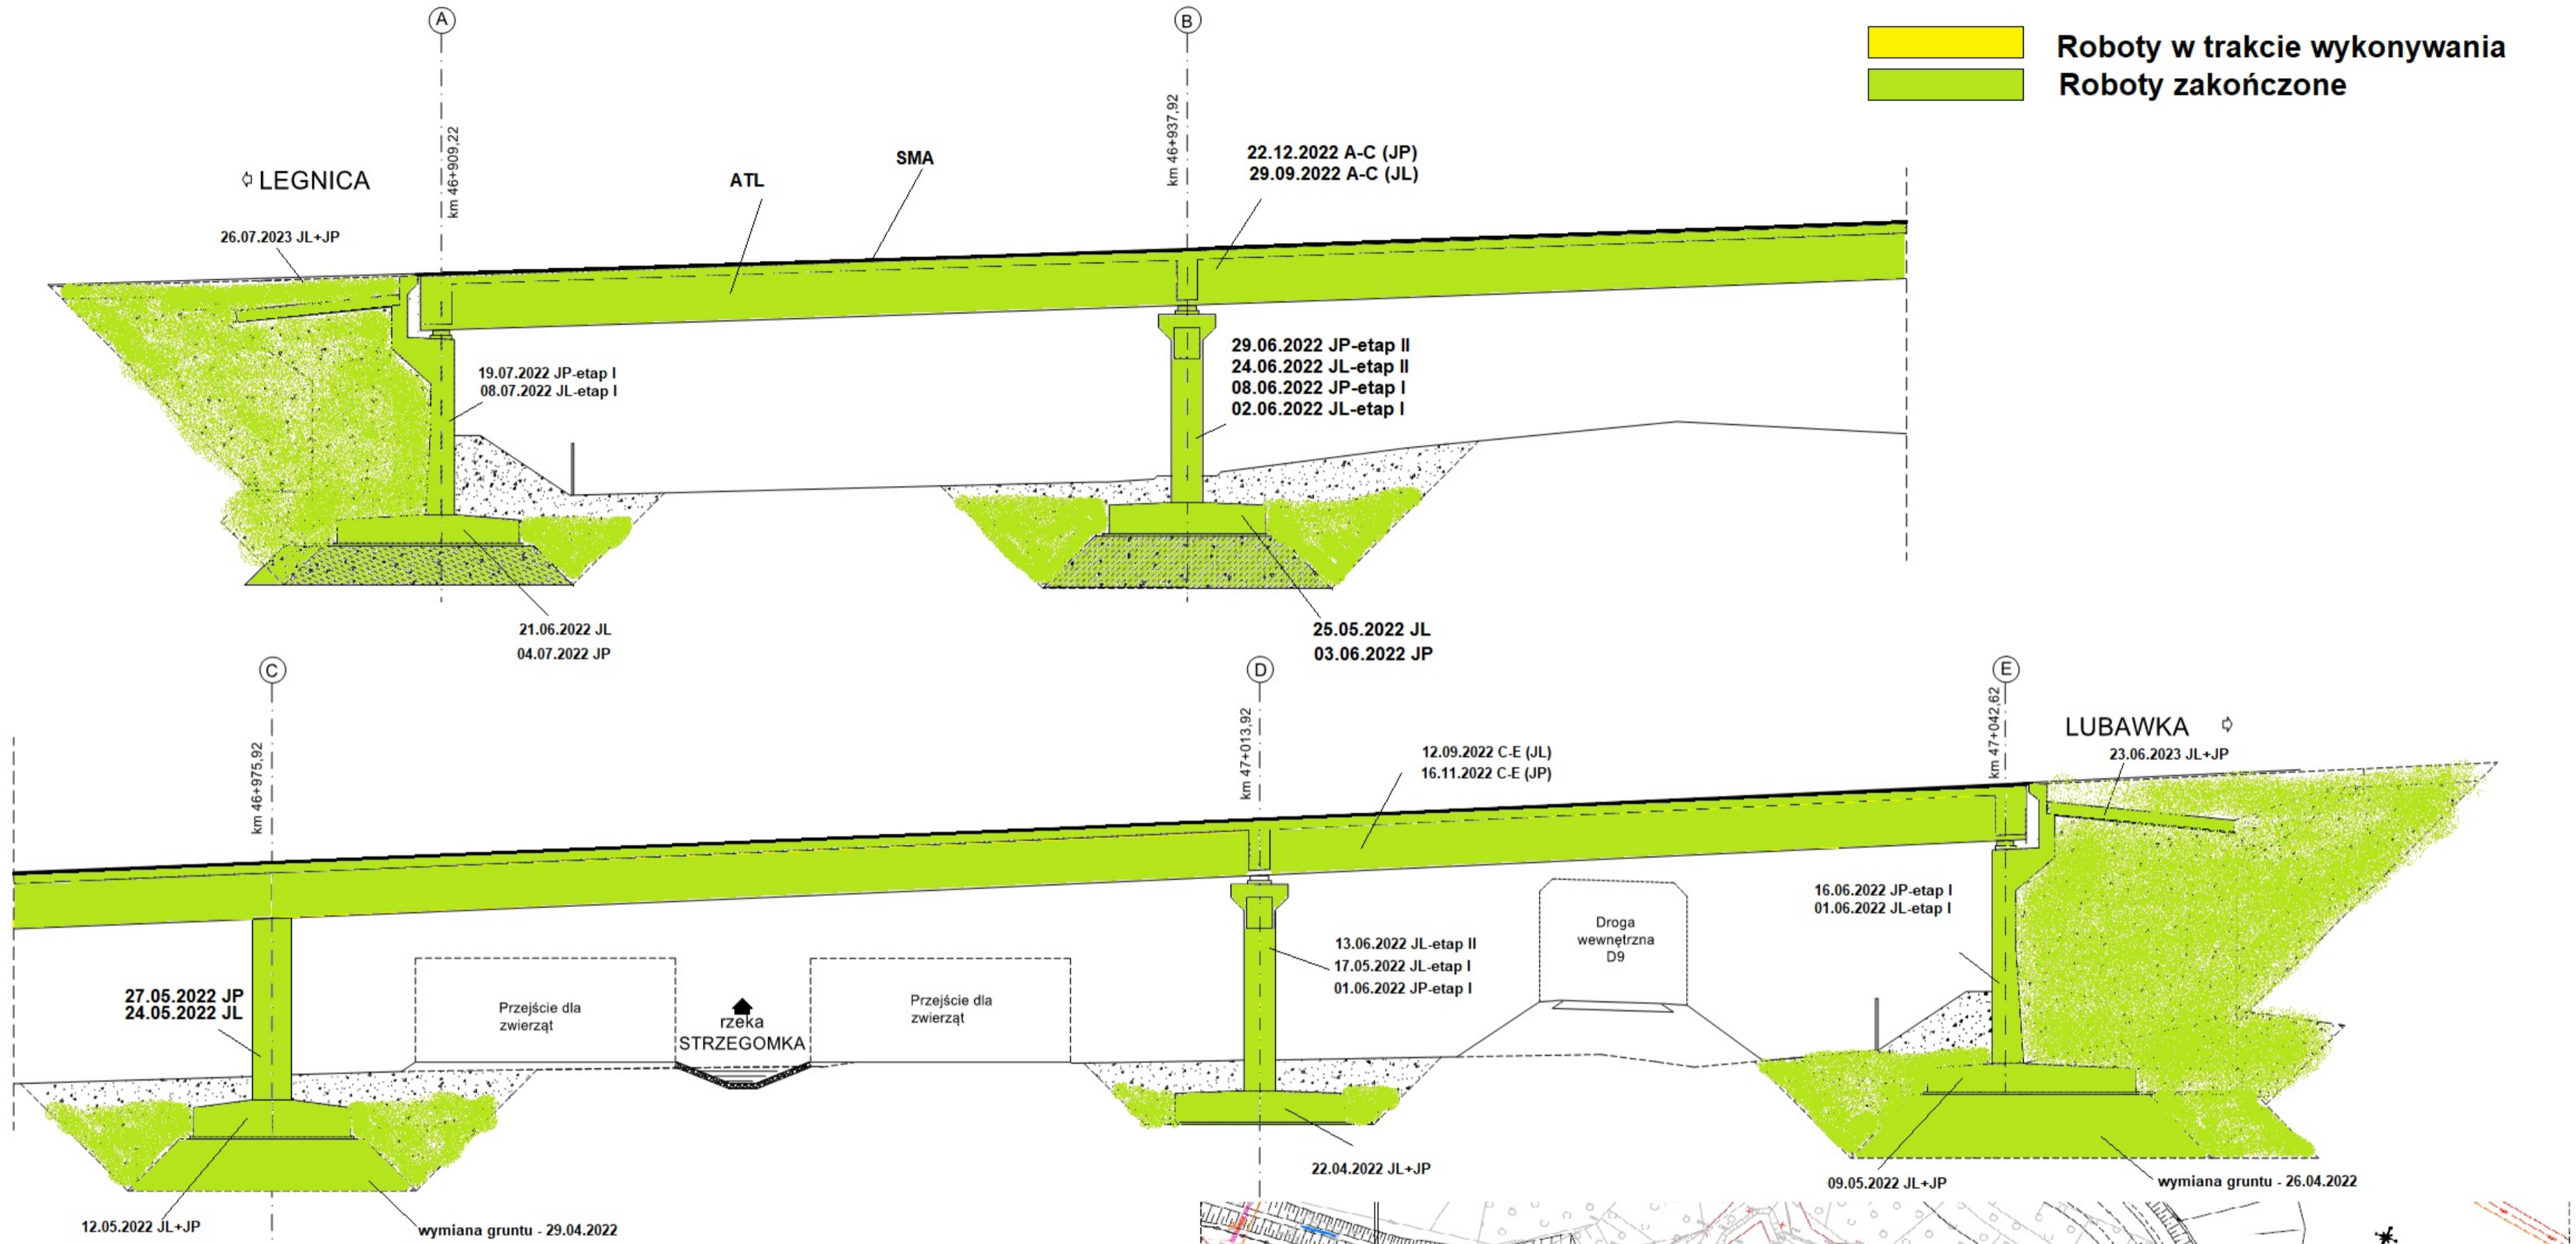 A
B
Roboty w trakcie wykonywania
Roboty zakończone
km 46+909,22
km 46+937,92
LEGNICA
ATL
SMA
22.12.2022 A-C (JP)
29.09.2022 A-C (JL)
26.07.2023 JL+JP
19.07.2022 JP-etap I
08.07.2022 JL-etap I
29.06.2022 JP-etap II
24.06.2022 JL-etap II
08.06.2022 JP-etap I
02.06.2022 JL-etap I
21.06.2022 JL
04.07.2022 JP
25.05.2022 JL
03.06.2022 JP
C
D
E
km 46+975,92
km 47+013,92
km 47+042,62
LUBAWKA
23.06.2023 JL+JP
12.09.2022 C-E (JL)
16.11.2022 C-E (JP)
16.06.2022 JP-etap I
01.06.2022 JL-etap I
Droga
wewnętrzna
D9
13.06.2022 JL-etap II
17.05.2022 JL-etap I
01.06.2022 JP-etap I
27.05.2022 JP
24.05.2022 JL
Przejście dla
zwierząt
rzeka
STRZEGOMKA
Przejście dla
zwierząt
22.04.2022 JL+JP
09.05.2022 JL+JP
wymiana gruntu - 26.04.2022
12.05.2022 JL+JP
wymiana gruntu - 29.04.2022